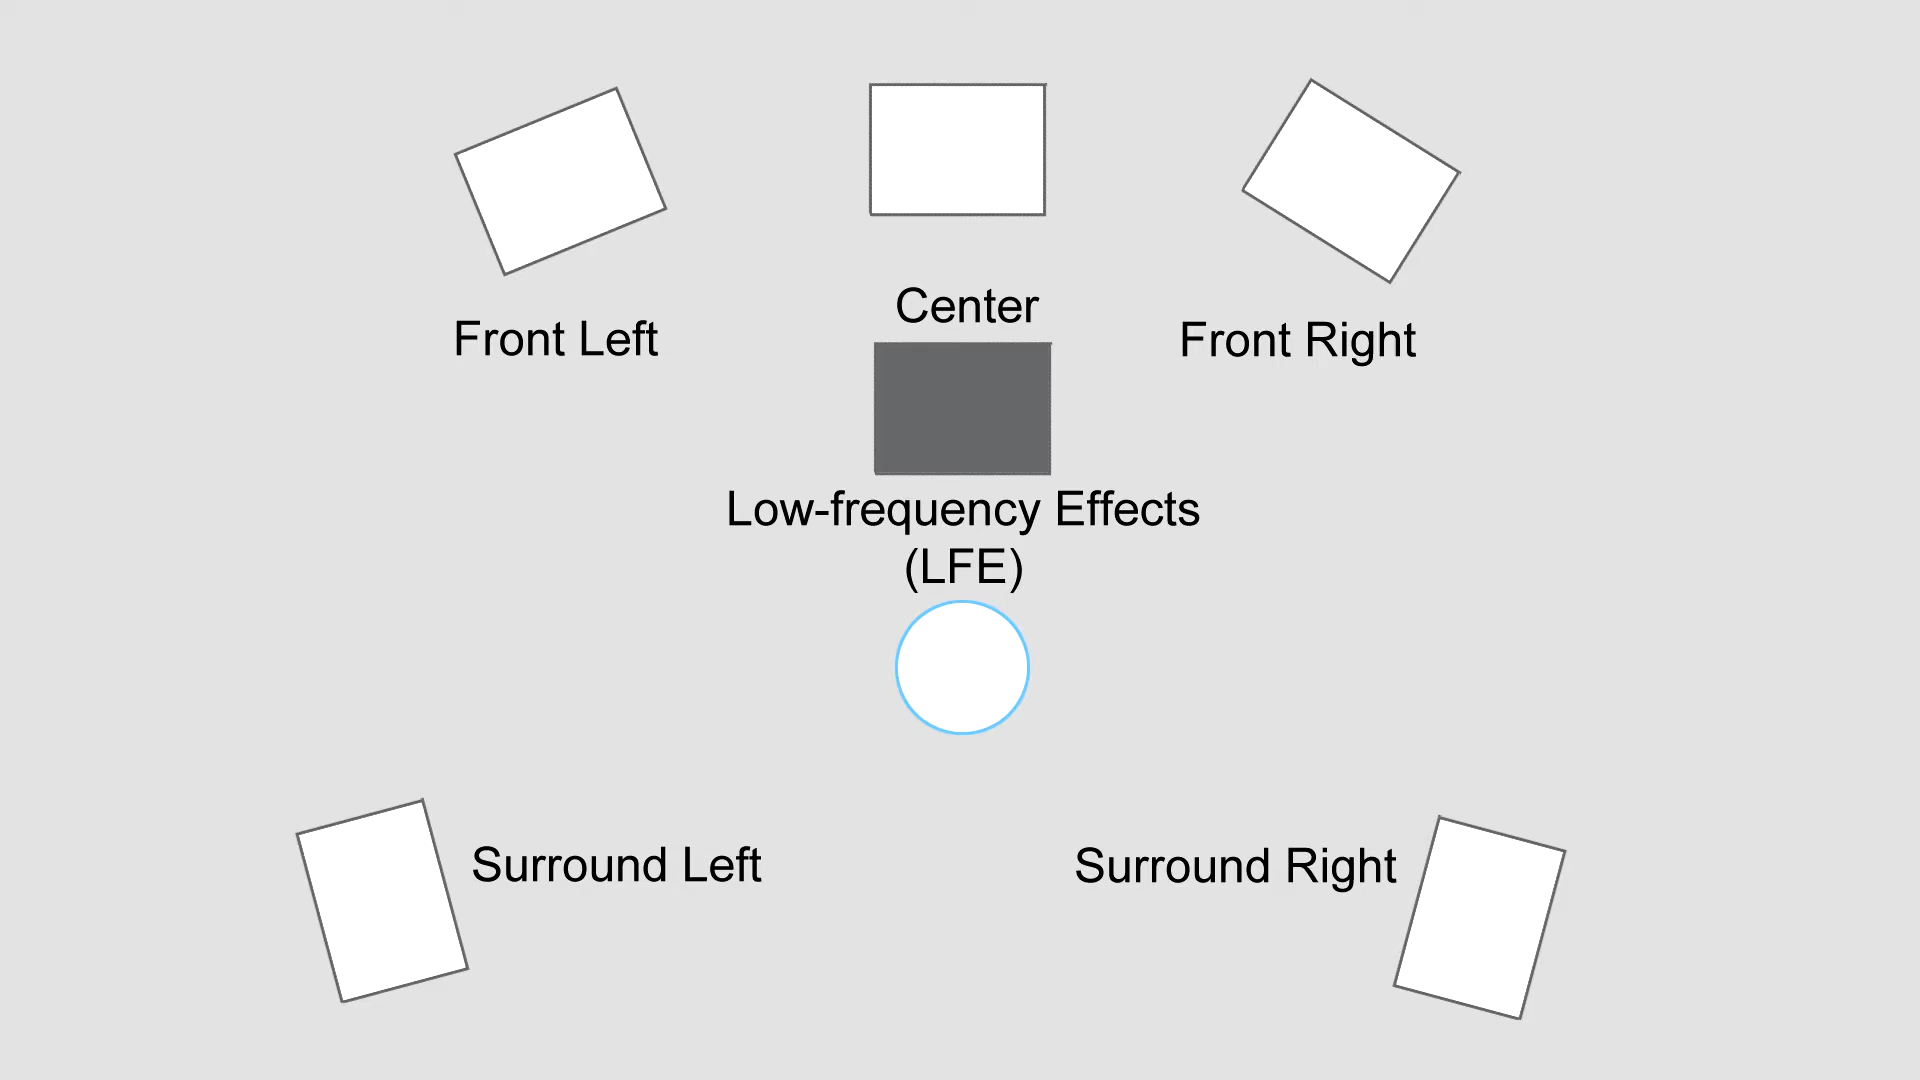 Center
Front Left
Front Right
Low-frequency Effects
(LFE)
Surround Left
Surround Right